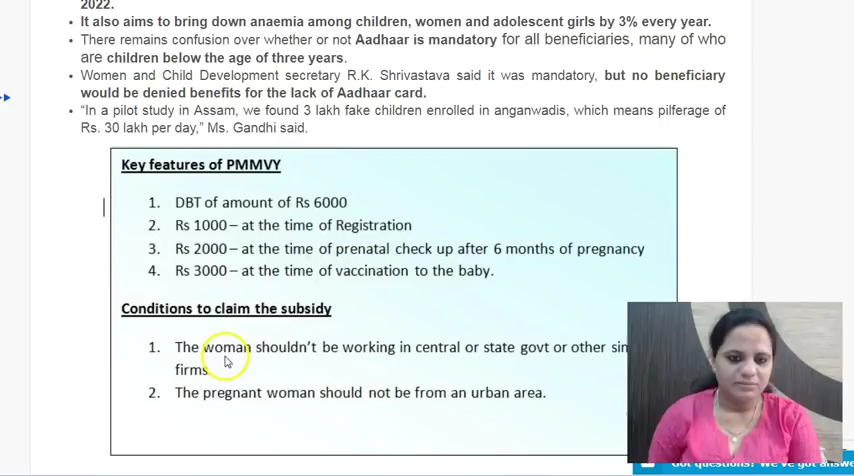 2022.
• It also aims to bring down anaemia among children, women and adolescent girls by 3% every year.
• There remains confusion over whether or not Aadhaar is mandatory for all beneficiaries, many of who
are children below the age of three years.
• Women and Child Development secretary R.K. Shrivastava said it was mandatory, but no beneficiary
would be denied benefits for the lack of Aadhaar card.
• “In a pilot study in Assam, we found 3 lakh fake children enrolled in anganwadis, which means pilferage of
Rs. 30 lakh per day,” Ms. Gandhi said.
Key features of PMMVY
1. DBT of amount of Rs 6000
2. Rs 1000 – at the time of Registration
3. Rs 2000 – at the time of prenatal check up after 6 months of pregnancy
4. Rs 3000 – at the time of vaccination to the baby.
Conditions to claim the subsidy
1. The woman shouldn’t be working in central or state govt or other
firms.
2. The pregnant woman should not be from an urban area.
Got questions? We've got